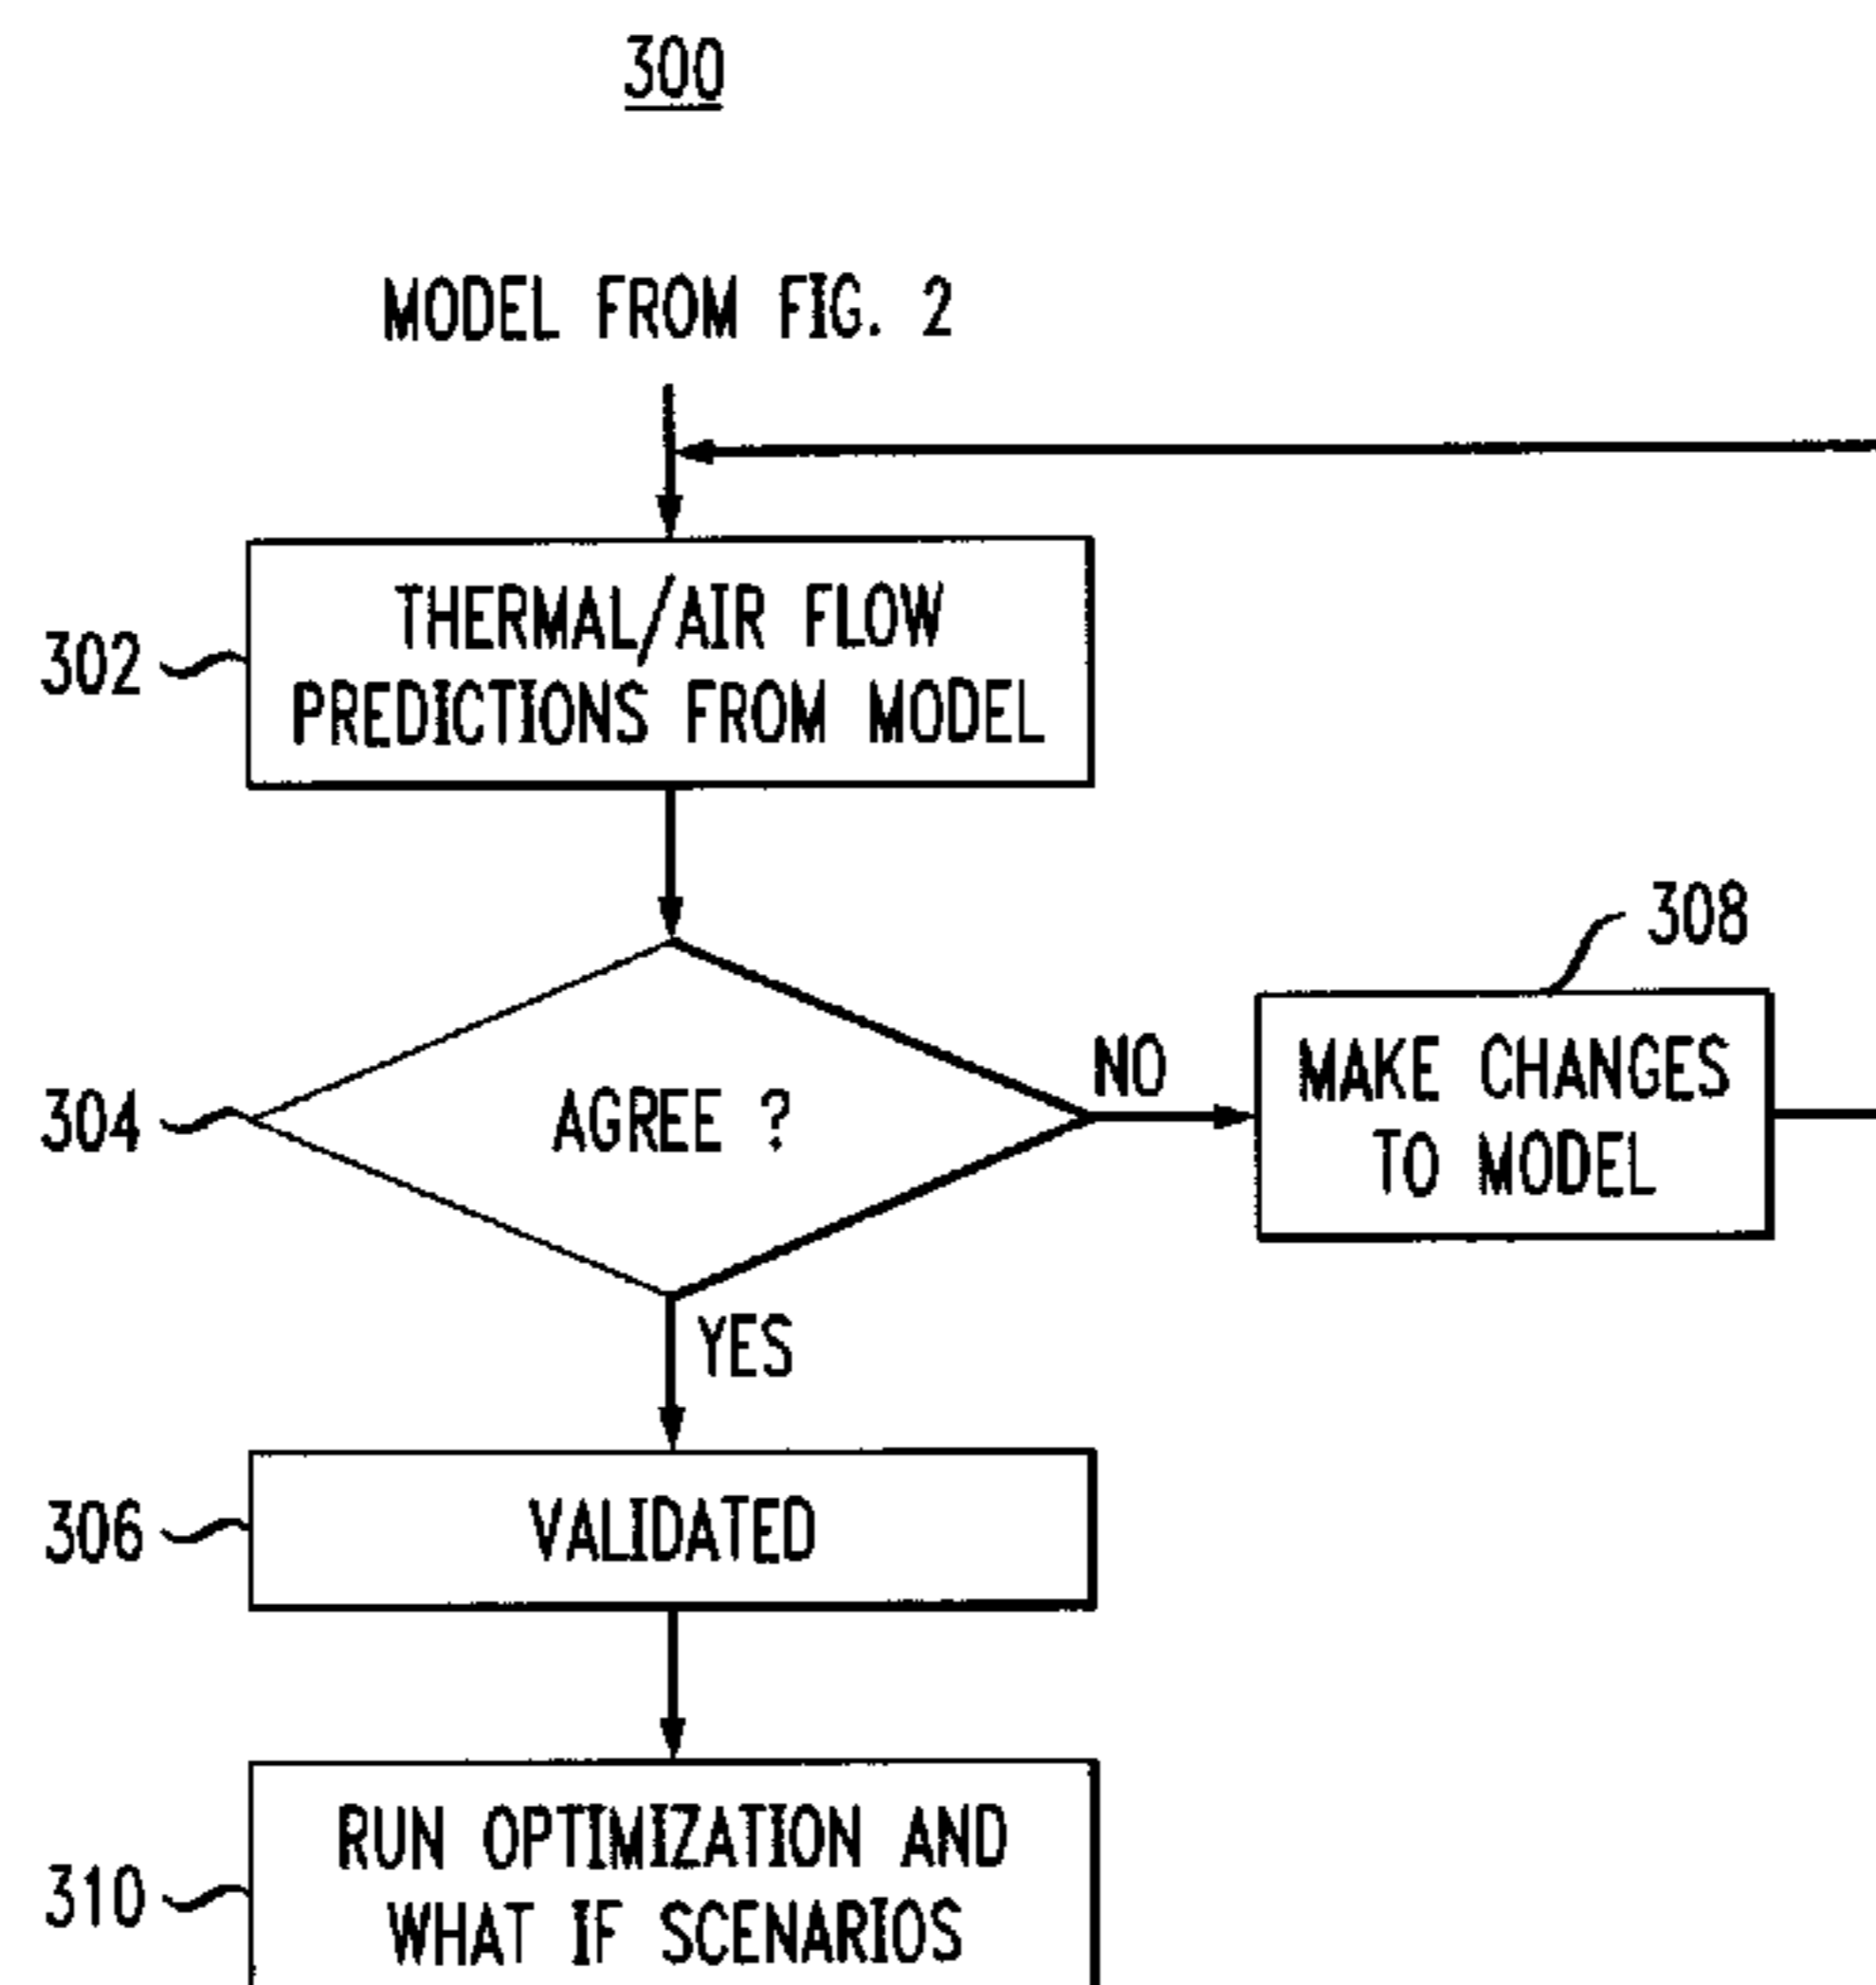 300
MODEL FROM FIG. 2
302
THERMAL/AIR FLOW
PREDICTIONS FROM MODEL
304
AGREE ?
NO
308
MAKE CHANGES
TO MODEL
YES
306
VALIDATED
310
RUN OPTIMIZATION AND
WHAT IF SCENARIOS